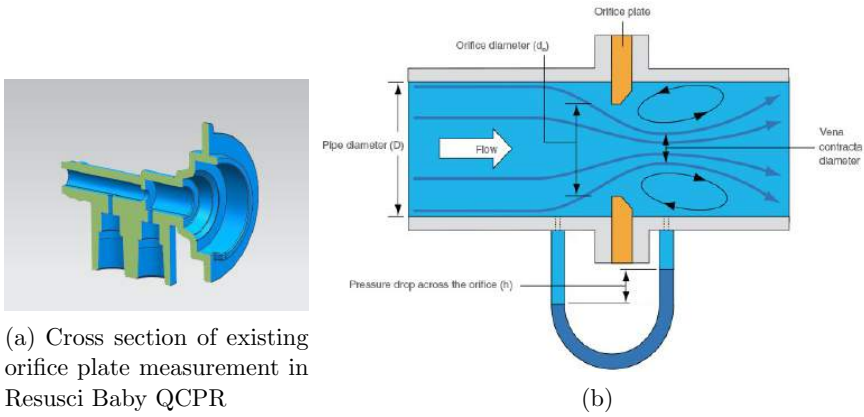 Orifice plate
Orifice diameter (dₒ)
Pipe diameter (D)
Flow
Vena
contracta
diameter
Pressure drop across the orifice (h)
(a) Cross section of existing
orifice plate measurement in
Resusci Baby QCPR
(b)